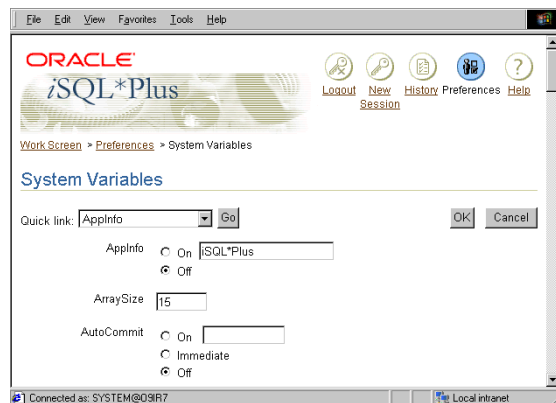 File Edit View Favorites Tools Help
ORACLE
iSQL*Plus
Logout New Session History Preferences Help
Work Screen > Preferences > System Variables
System Variables
Quick link: AppInfo Go OK Cancel
AppInfo On iSQL*Plus
Off
ArraySize 15
AutoCommit On
Immediate
Off
Connected as: SYSTEM@O9IR7 Local intranet